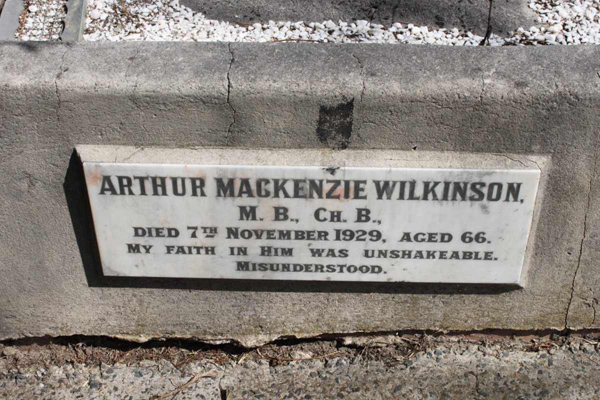 ARTHUR MACKENZIE WILKINSON,
M. B., CH. B.,
DIED 7TH NOVEMBER 1929, AGED 66.
MY FAITH IN HIM WAS UNSHAKEABLE.
MISUNDERSTOOD.